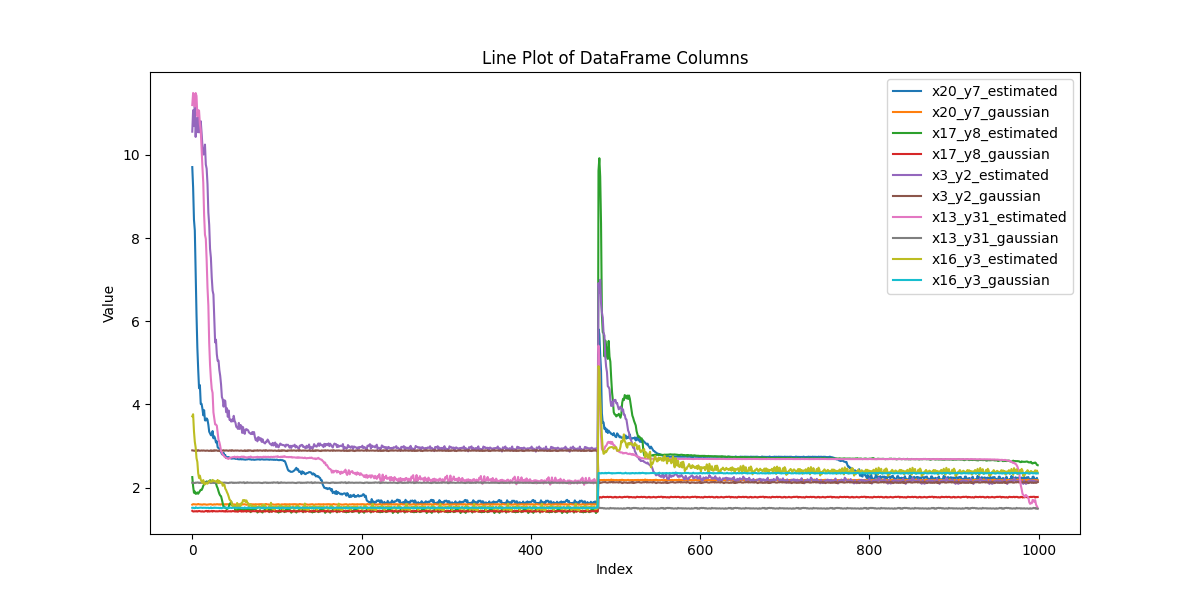 Line Plot of DataFrame Columns
x20_y7_estimated
x20_y7_gaussian
x17_y8_estimated
x17_y8_gaussian
x3_y2_estimated
x3_y2_gaussian
x13_y31_estimated
x13_y31_gaussian
x16_y3_estimated
x16_y3_gaussian
Value
10
8
6
4
2
0 200 400 600 800 1000
Index